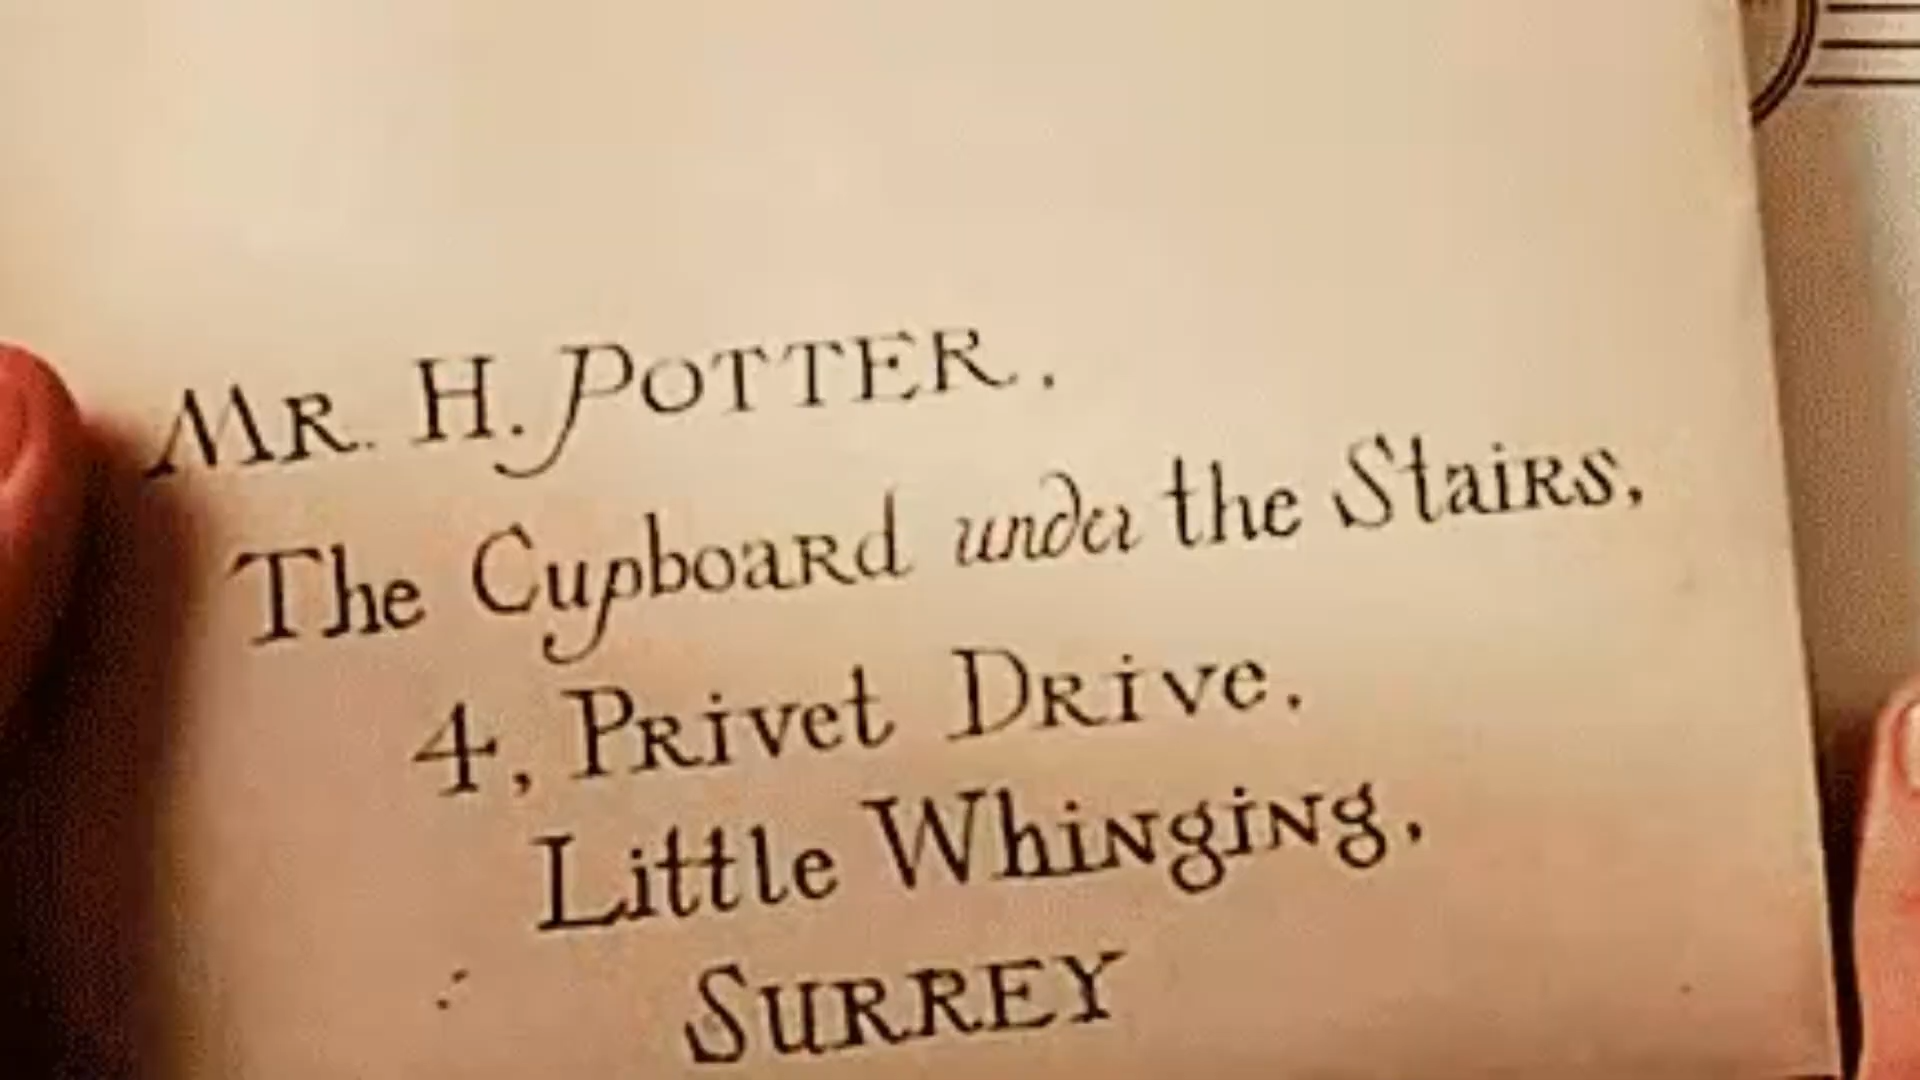 Mr. H. POTTER,
The Cupboard under the Stairs,
4, Privet Drive,
Little Whinging,
SURREY